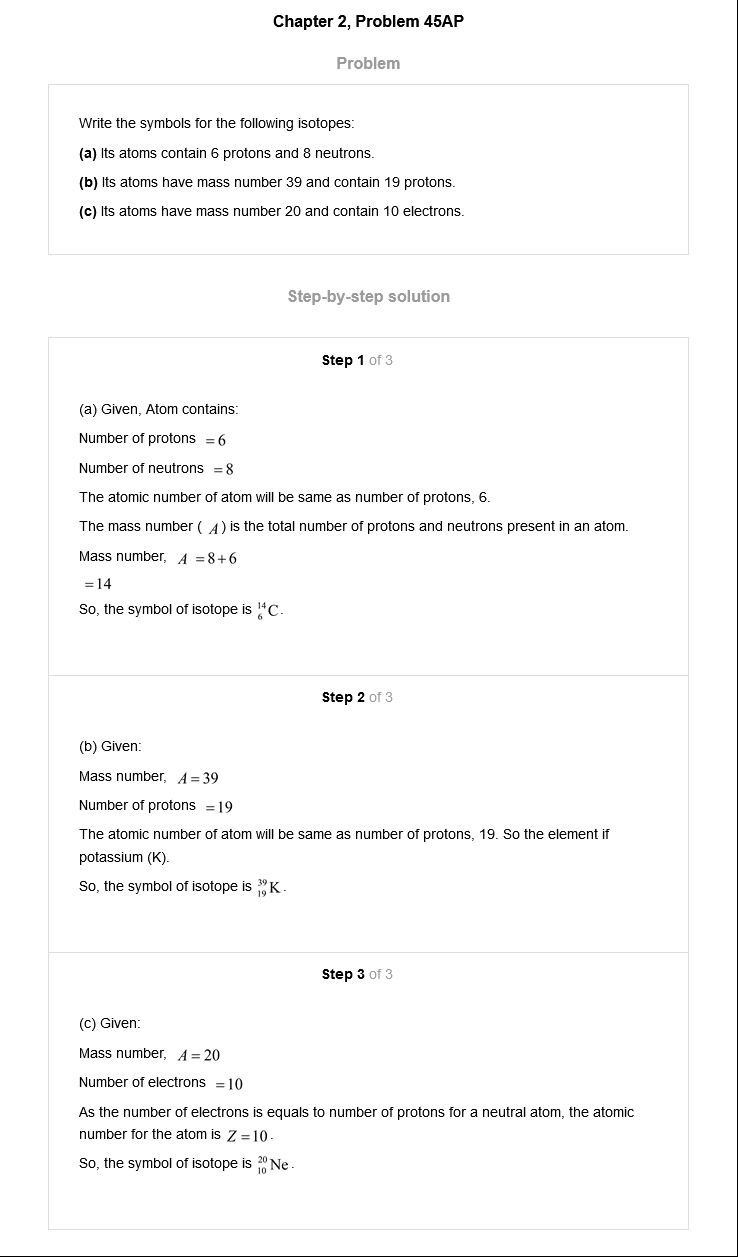 Chapter 2, Problem 45AP
Problem
Write the symbols for the following isotopes:
(a) Its atoms contain 6 protons and 8 neutrons.
(b) Its atoms have mass number 39 and contain 19 protons.
(c) Its atoms have mass number 20 and contain 10 electrons.
Step-by-step solution
Step 1 of 3
(a) Given, Atom contains:
Number of protons = 6
Number of neutrons = 8
The atomic number of atom will be same as number of protons, 6.
The mass number ( A ) is the total number of protons and neutrons present in an atom.
Mass number, A = 8+6
= 14
So, the symbol of isotope is ¹⁴₆C.
Step 2 of 3
(b) Given:
Mass number, A = 39
Number of protons = 19
The atomic number of atom will be same as number of protons, 19. So the element if
potassium (K).
So, the symbol of isotope is ³⁹₁₉K.
Step 3 of 3
(c) Given:
Mass number, A = 20
Number of electrons = 10
As the number of electrons is equals to number of protons for a neutral atom, the atomic
number for the atom is Z = 10.
So, the symbol of isotope is ²⁰₁₀Ne.